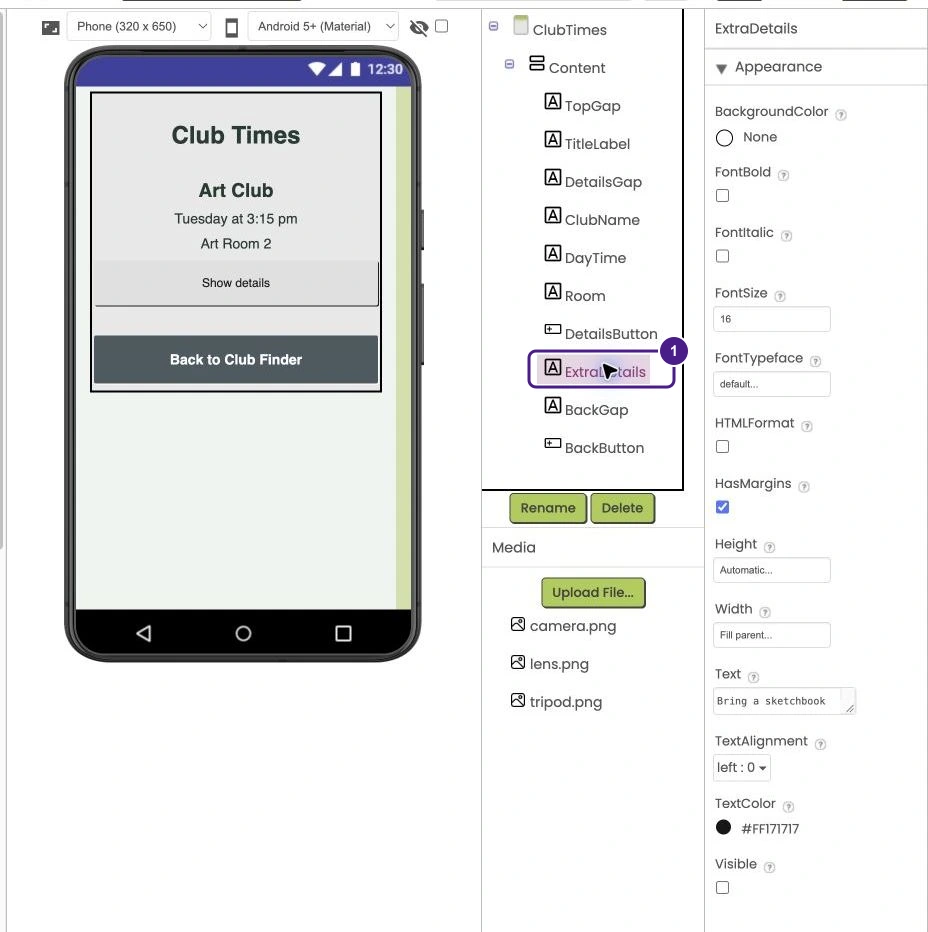 Phone (320 x 650)
Android 5+ (Material)
12:30
Club Times
Art Club
Tuesday at 3:15 pm
Art Room 2
Show details
Back to Club Finder
ClubTimes
Content
TopGap
TitleLabel
DetailsGap
ClubName
DayTime
Room
DetailsButton
1
ExtraDetails
BackGap
BackButton
Rename
Delete
Media
Upload File...
camera.png
lens.png
tripod.png
ExtraDetails
Appearance
BackgroundColor ?
None
FontBold ?
FontItalic ?
FontSize ?
16
FontTypeface ?
default...
HTMLFormat ?
HasMargins ?
Height ?
Automatic...
Width ?
Fill parent...
Text ?
Bring a sketchbook
TextAlignment ?
left : 0
TextColor ?
#FF171717
Visible ?